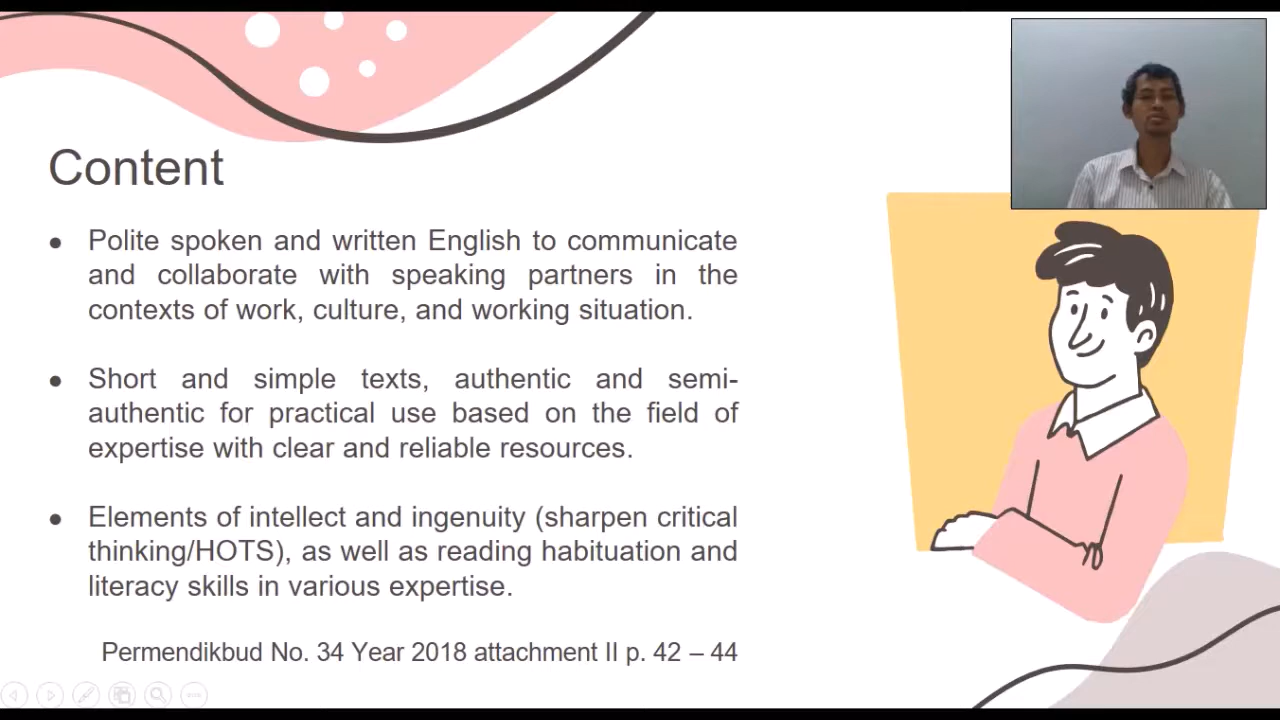 Content
● Polite spoken and written English to communicate
and collaborate with speaking partners in the
contexts of work, culture, and working situation.
● Short and simple texts, authentic and semi-
authentic for practical use based on the field of
expertise with clear and reliable resources.
● Elements of intellect and ingenuity (sharpen critical
thinking/HOTS), as well as reading habituation and
literacy skills in various expertise.
Permendikbud No. 34 Year 2018 attachment II p. 42 – 44